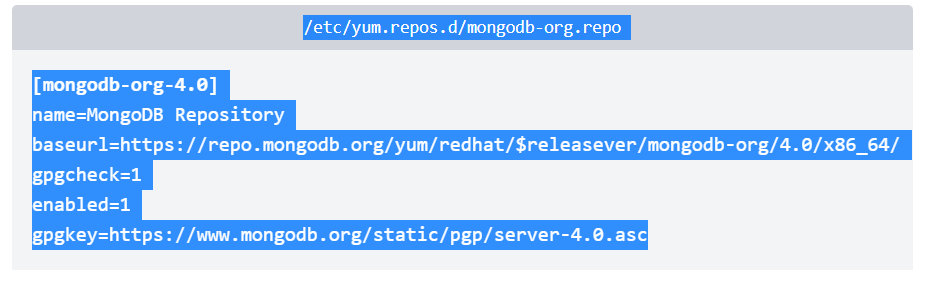 /etc/yum.repos.d/mongodb-org.repo
[mongodb-org-4.0]
name=MongoDB Repository
baseurl=https://repo.mongodb.org/yum/redhat/$releasever/mongodb-org/4.0/x86_64/
gpgcheck=1
enabled=1
gpgkey=https://www.mongodb.org/static/pgp/server-4.0.asc